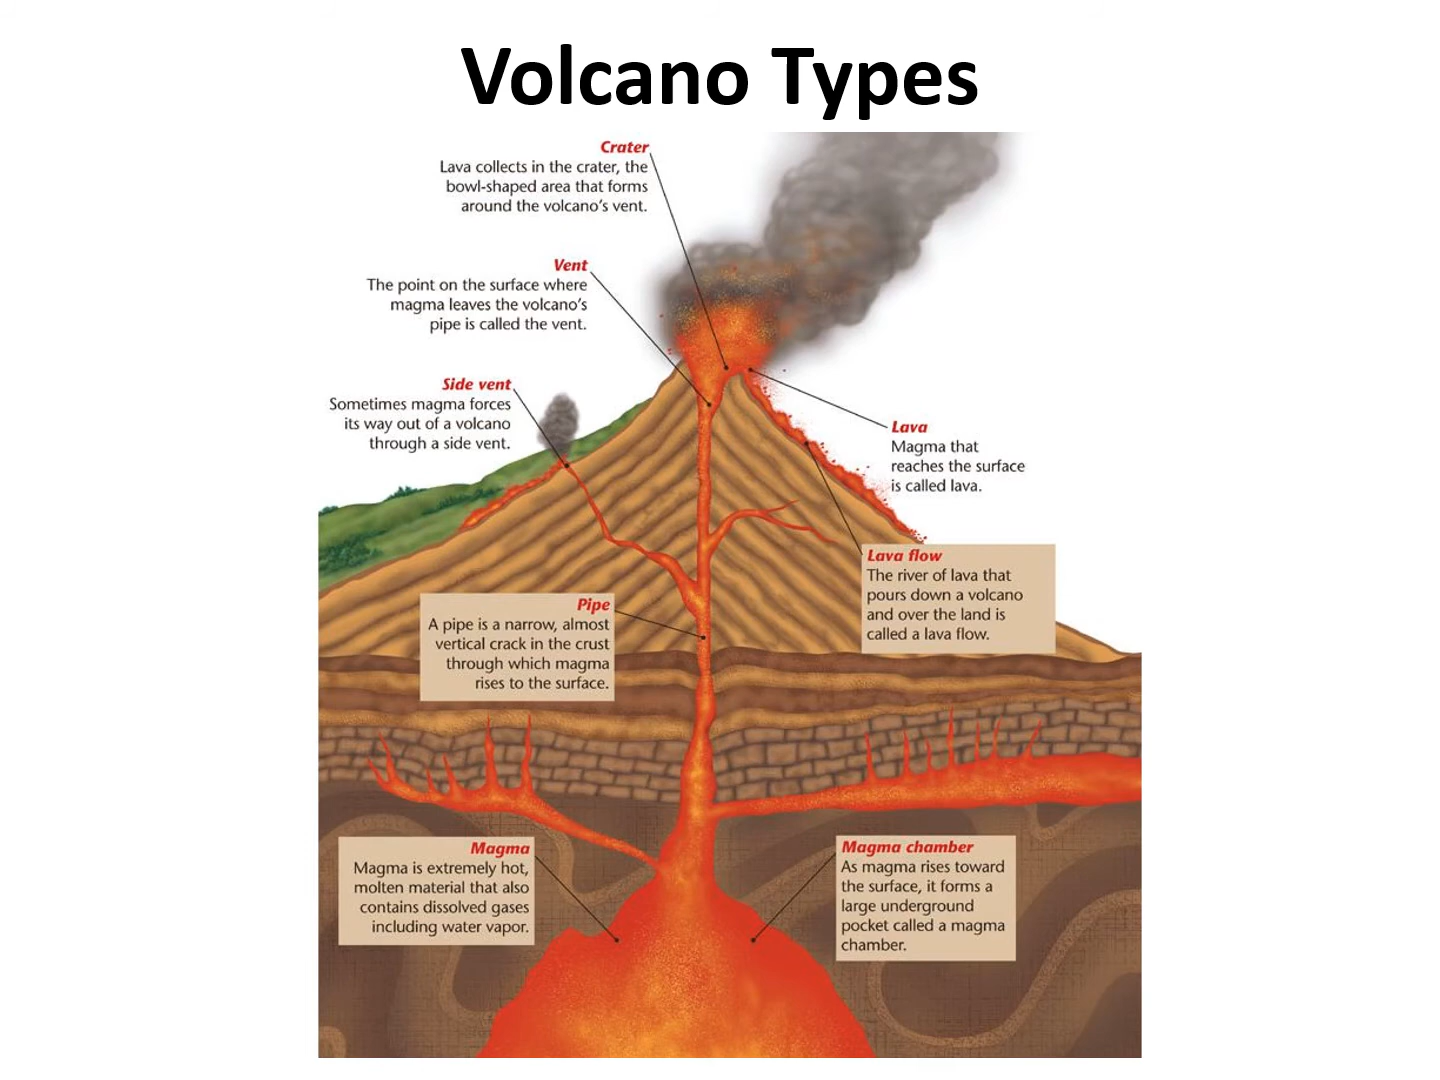 Volcano Types
Crater
Lava collects in the crater, the
bowl-shaped area that forms
around the volcano's vent.
Vent
The point on the surface where
magma leaves the volcano's
pipe is called the vent.
Side vent
Sometimes magma forces
its way out of a volcano
through a side vent.
Lava
Magma that
reaches the surface
is called lava.
Lava flow
The river of lava that
pours down a volcano
and over the land is
called a lava flow.
Pipe
A pipe is a narrow, almost
vertical crack in the crust
through which magma
rises to the surface.
Magma
Magma is extremely hot,
molten material that also
contains dissolved gases
including water vapor.
Magma chamber
As magma rises toward
the surface, it forms a
large underground
pocket called a magma
chamber.